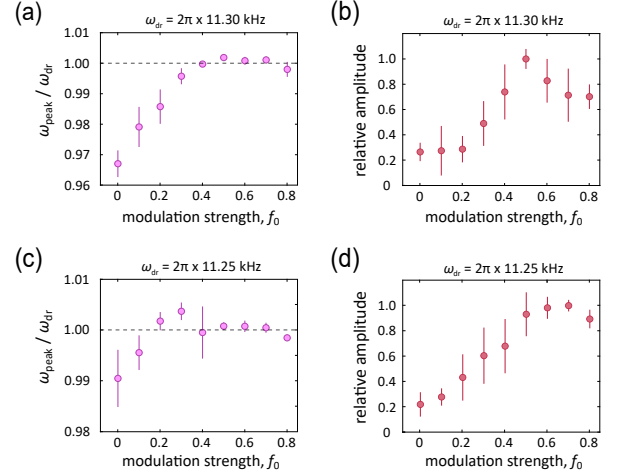 (a)
ω_dr = 2π x 11.30 kHz
ω_peak / ω_dr
1.01
1.00
0.99
0.98
0.97
0.96
0 0.2 0.4 0.6 0.8
modulation strength, f_0
(b)
ω_dr = 2π x 11.30 kHz
relative amplitude
1.0
0.8
0.6
0.4
0.2
0
0 0.2 0.4 0.6 0.8
modulation strength, f_0
(c)
ω_dr = 2π x 11.25 kHz
ω_peak / ω_dr
1.01
1.00
0.99
0.98
0 0.2 0.4 0.6 0.8
modulation strength, f_0
(d)
ω_dr = 2π x 11.25 kHz
relative amplitude
1.0
0.8
0.6
0.4
0.2
0
0 0.2 0.4 0.6 0.8
modulation strength, f_0